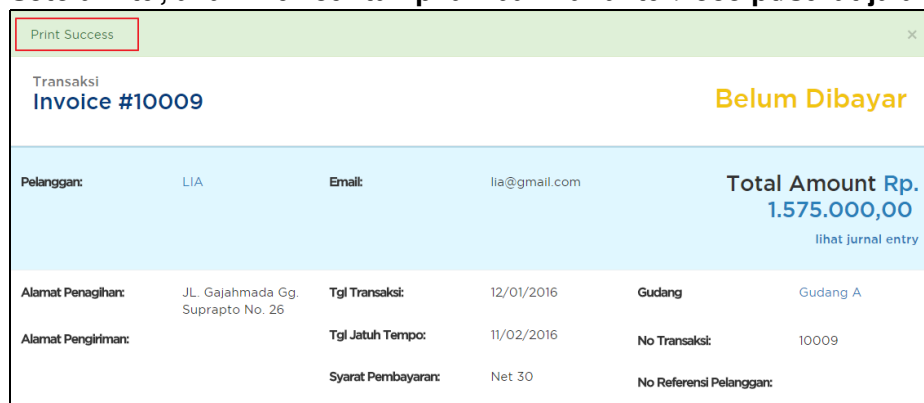 Print Success ×
Transaksi
Invoice #10009
Belum Dibayar
Pelanggan: LIA Email: lia@gmail.com Total Amount Rp.
1.575.000,00
lihat jurnal entry
Alamat Penagihan: JL. Gajahmada Gg. Tgl Transaksi: 12/01/2016 Gudang Gudang A
Suprapto No. 26
Alamat Pengiriman: Tgl Jatuh Tempo: 11/02/2016 No Transaksi: 10009
Syarat Pembayaran: Net 30 No Referensi Pelanggan: